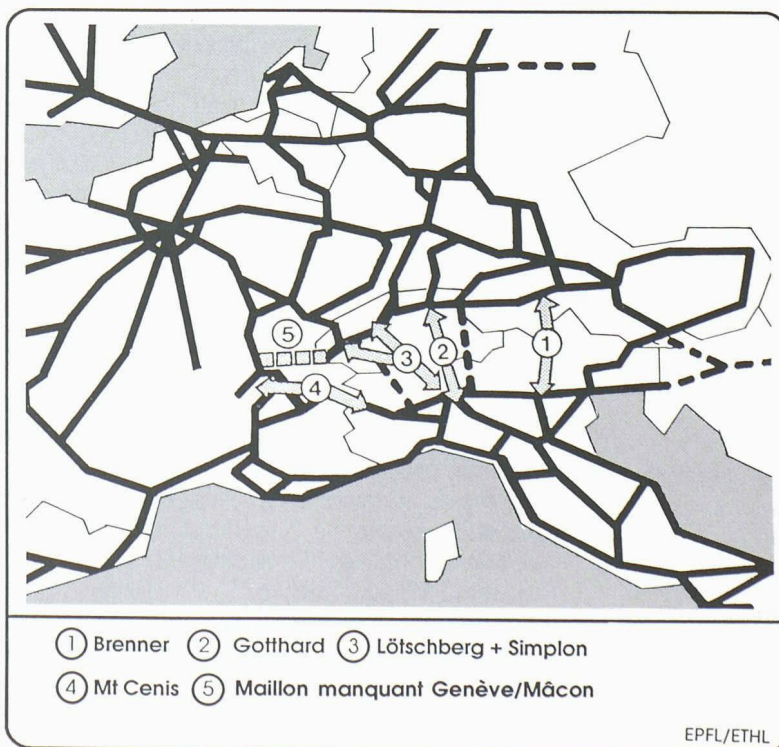 5
3
2
1
4
1 Brenner 2 Gotthard 3 Lötschberg + Simplon
4 Mt Cenis 5 Maillon manquant Genève/Mâcon
EPFL/ETHL